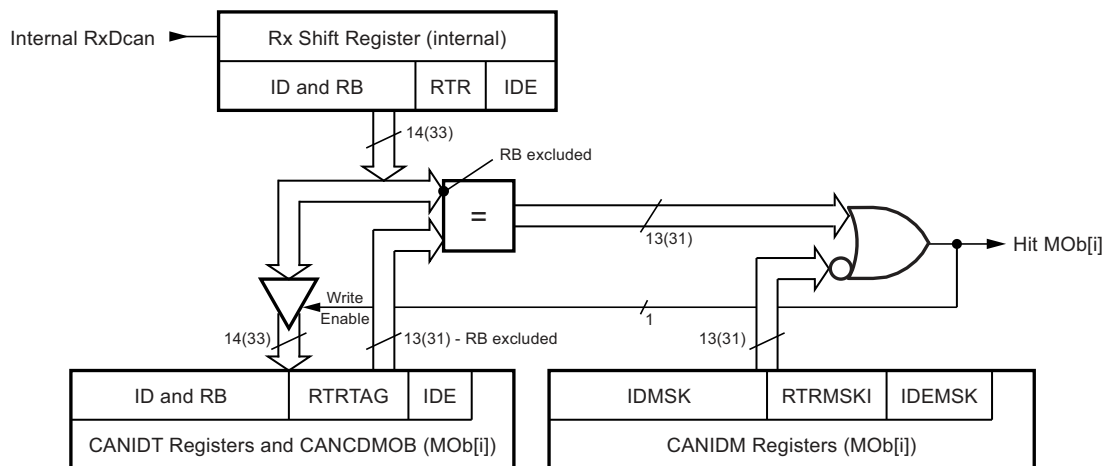 Internal RxDcan
Rx Shift Register (internal)
ID and RB
RTR
IDE
14(33)
RB excluded
=
13(31)
Hit MOb[i]
Write
Enable
1
14(33)
13(31) - RB excluded
13(31)
ID and RB
RTRTAG
IDE
CANIDT Registers and CANCDMOB (MOb[i])
IDMSK
RTRMSKI
IDEMSK
CANIDM Registers (MOb[i])